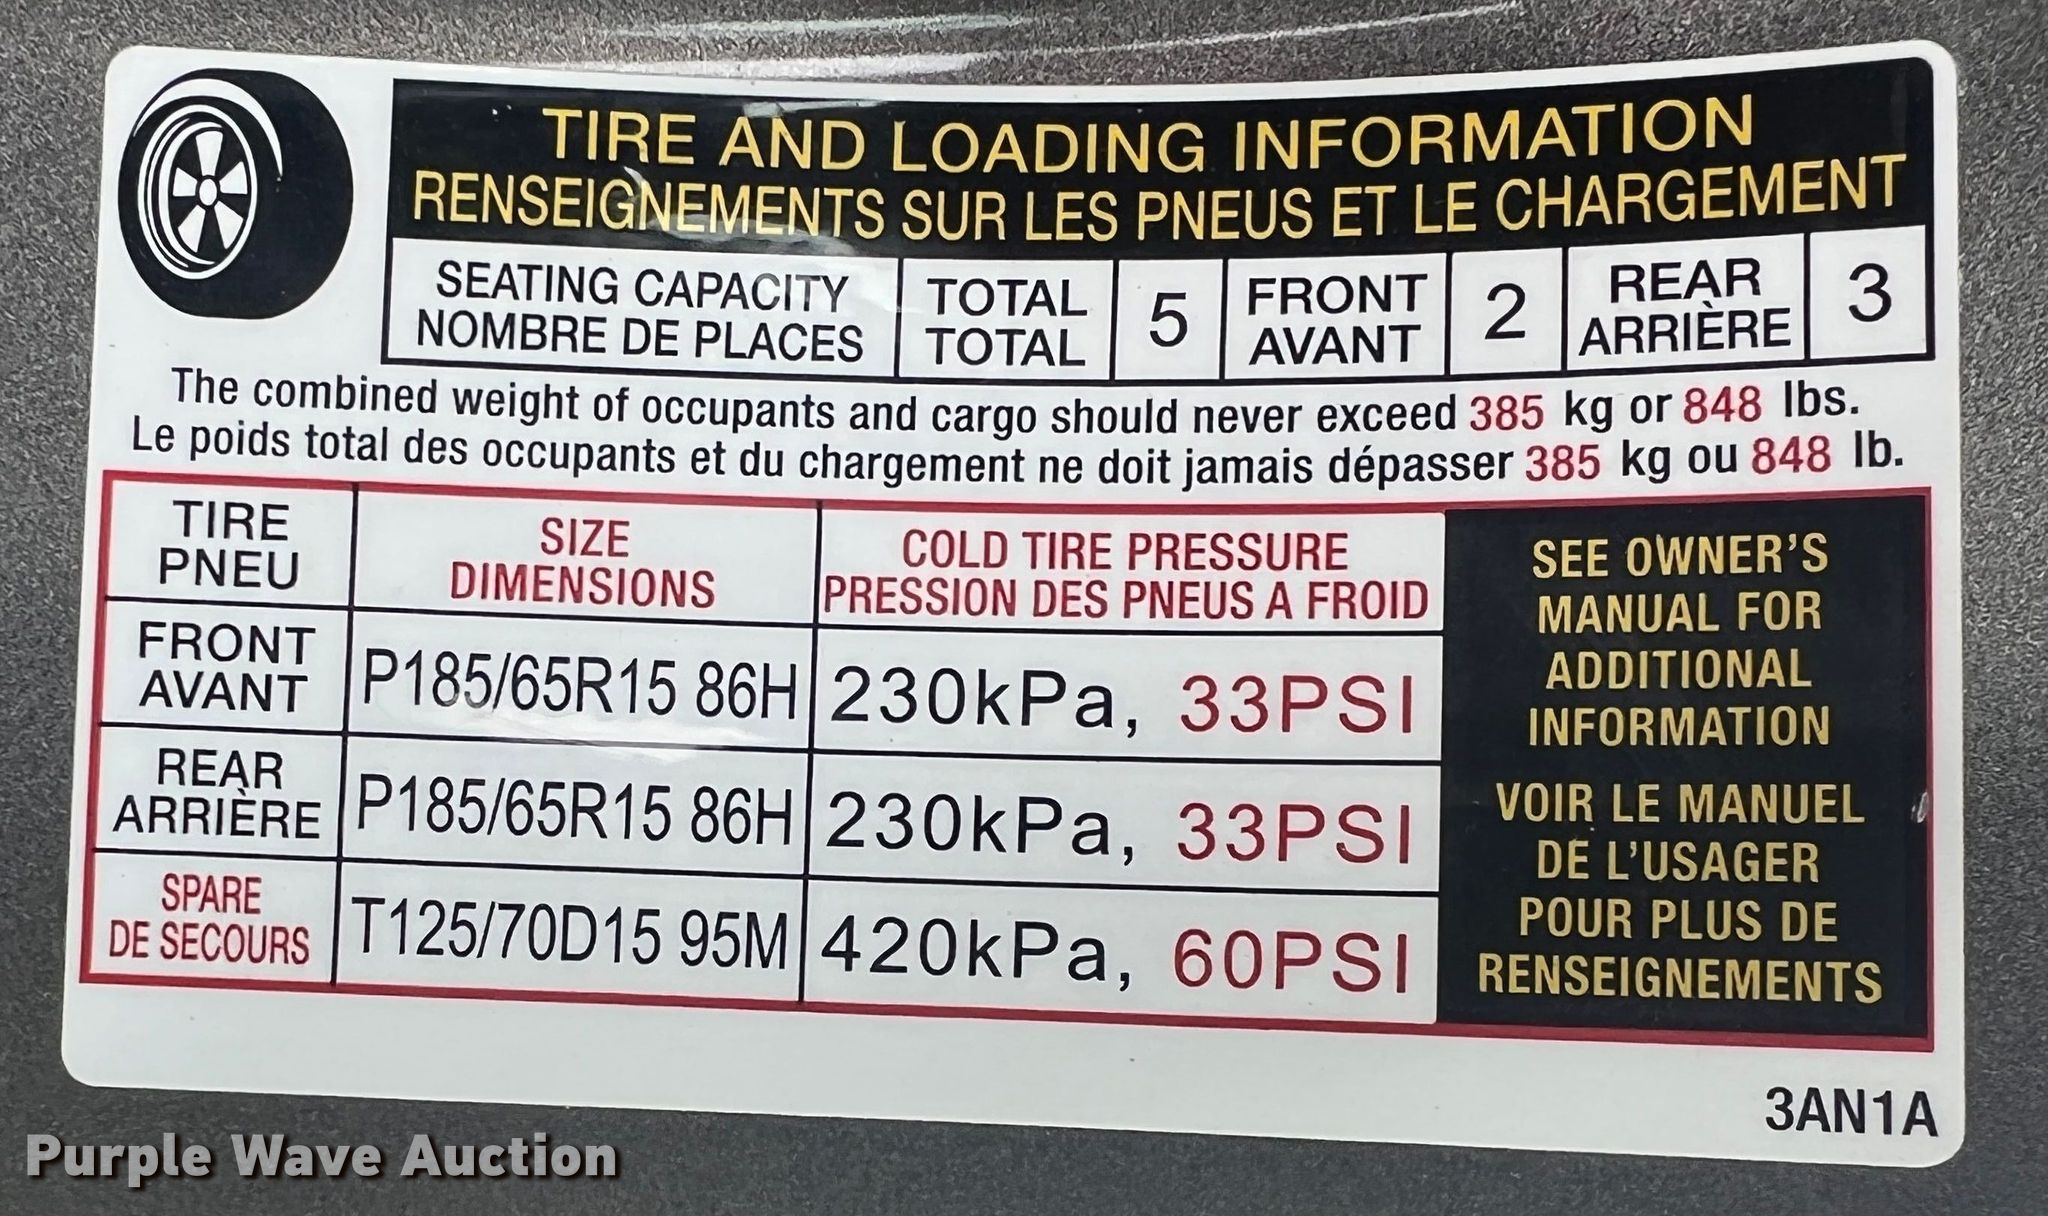 TIRE AND LOADING INFORMATION
RENSEIGNEMENTS SUR LES PNEUS ET LE CHARGEMENT
SEATING CAPACITY
NOMBRE DE PLACES
TOTAL
TOTAL
5
FRONT
AVANT
2
REAR
ARRIÈRE
3
The combined weight of occupants and cargo should never exceed 385 kg or 848 lbs.
Le poids total des occupants et du chargement ne doit jamais dépasser 385 kg ou 848 lb.
TIRE
PNEU
SIZE
DIMENSIONS
COLD TIRE PRESSURE
PRESSION DES PNEUS A FROID
FRONT
AVANT
P185/65R15 86H
230kPa, 33PSI
REAR
ARRIÈRE
P185/65R15 86H
230kPa, 33PSI
SPARE
DE SECOURS
T125/70D15 95M
420kPa, 60PSI
SEE OWNER'S
MANUAL FOR
ADDITIONAL
INFORMATION
VOIR LE MANUEL
DE L'USAGER
POUR PLUS DE
RENSEIGNEMENTS
3AN1A
Purple Wave Auction